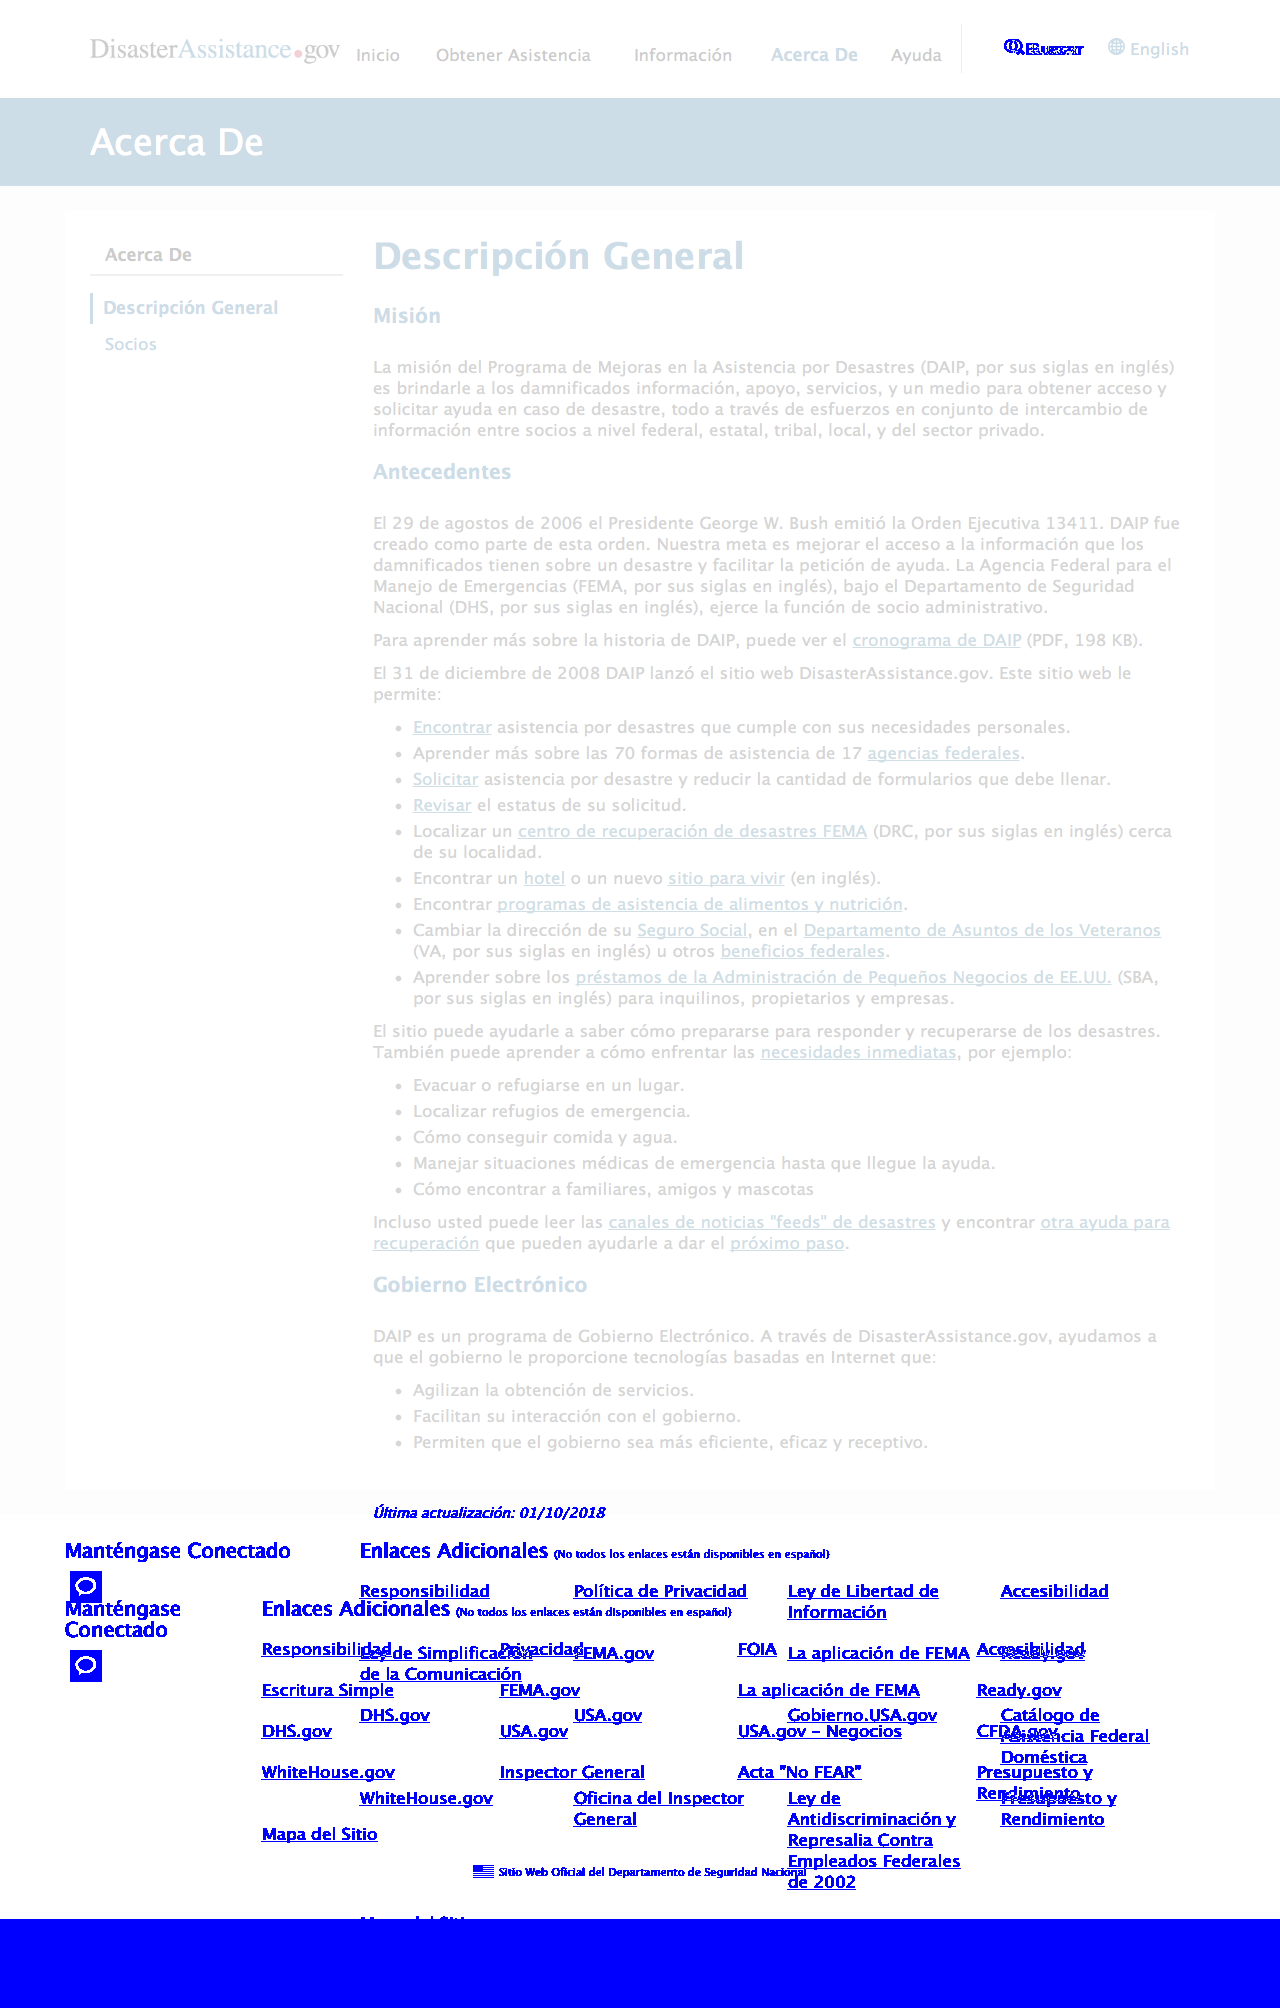 DisasterAssistance.gov
Inicio Obtener Asistencia Información Acerca De Ayuda Buscar English
Acerca De
Acerca De
Descripción General
Socios
Descripción General
Misión
La misión del Programa de Mejoras en la Asistencia por Desastres (DAIP, por sus siglas en inglés)
es brindarle a los damnificados información, apoyo, servicios, y un medio para obtener acceso y
solicitar ayuda en caso de desastre, todo a través de esfuerzos en conjunto de intercambio de
información entre socios a nivel federal, estatal, tribal, local, y del sector privado.
Antecedentes
El 29 de agostos de 2006 el Presidente George W. Bush emitió la Orden Ejecutiva 13411. DAIP fue
creado como parte de esta orden. Nuestra meta es mejorar el acceso a la información que los
damnificados tienen sobre un desastre y facilitar la petición de ayuda. La Agencia Federal para el
Manejo de Emergencias (FEMA, por sus siglas en inglés), bajo el Departamento de Seguridad
Nacional (DHS, por sus siglas en inglés), ejerce la función de socio administrativo.
Para aprender más sobre la historia de DAIP, puede ver el cronograma de DAIP (PDF, 198 KB).
El 31 de diciembre de 2008 DAIP lanzó el sitio web DisasterAssistance.gov. Este sitio web le
permite:
• Encontrar asistencia por desastres que cumple con sus necesidades personales.
• Aprender más sobre las 70 formas de asistencia de 17 agencias federales.
• Solicitar asistencia por desastre y reducir la cantidad de formularios que debe llenar.
• Revisar el estatus de su solicitud.
• Localizar un centro de recuperación de desastres FEMA (DRC, por sus siglas en inglés) cerca
de su localidad.
• Encontrar un hotel o un nuevo sitio para vivir (en inglés).
• Encontrar programas de asistencia de alimentos y nutrición.
• Cambiar la dirección de su Seguro Social, en el Departamento de Asuntos de los Veteranos
(VA, por sus siglas en inglés) u otros beneficios federales.
• Aprender sobre los préstamos de la Administración de Pequeños Negocios de EE.UU. (SBA,
por sus siglas en inglés) para inquilinos, propietarios y empresas.
El sitio puede ayudarle a saber cómo prepararse para responder y recuperarse de los desastres.
También puede aprender a cómo enfrentar las necesidades inmediatas, por ejemplo:
• Evacuar o refugiarse en un lugar.
• Localizar refugios de emergencia.
• Cómo conseguir comida y agua.
• Manejar situaciones médicas de emergencia hasta que llegue la ayuda.
• Cómo encontrar a familiares, amigos y mascotas
Incluso usted puede leer las canales de noticias "feeds" de desastres y encontrar otra ayuda para
recuperación que pueden ayudarle a dar el próximo paso.
Gobierno Electrónico
DAIP es un programa de Gobierno Electrónico. A través de DisasterAssistance.gov, ayudamos a
que el gobierno le proporcione tecnologías basadas en Internet que:
• Agilizan la obtención de servicios.
• Facilitan su interacción con el gobierno.
• Permiten que el gobierno sea más eficiente, eficaz y receptivo.
Última actualización: 01/10/2018
Manténgase Conectado Enlaces Adicionales (No todos los enlaces están disponibles en español)
Responsibilidad Política de Privacidad Ley de Libertad de Accesibilidad
Información
Manténgase Enlaces Adicionales (No todos los enlaces están disponibles en español)
Conectado
Responsibilidad Privacidad FOIA Accesibilidad
Ley de Simplificación FEMA.gov La aplicación de FEMA Ready.gov
de la Comunicación
Escritura Simple FEMA.gov La aplicación de FEMA Ready.gov
DHS.gov USA.gov Gobierno.USA.gov Catálogo de
DHS.gov USA.gov USA.gov - Negocios CFDA.gov
Asistencia Federal
Doméstica
WhiteHouse.gov Inspector General Acta "No FEAR" Presupuesto y
Rendimiento
WhiteHouse.gov Oficina del Inspector Ley de Presupuesto y
General Antidiscriminación y Rendimiento
Mapa del Sitio Represalia Contra
Empleados Federales
Sitio Web Oficial del Departamento de Seguridad Nacional
de 2002